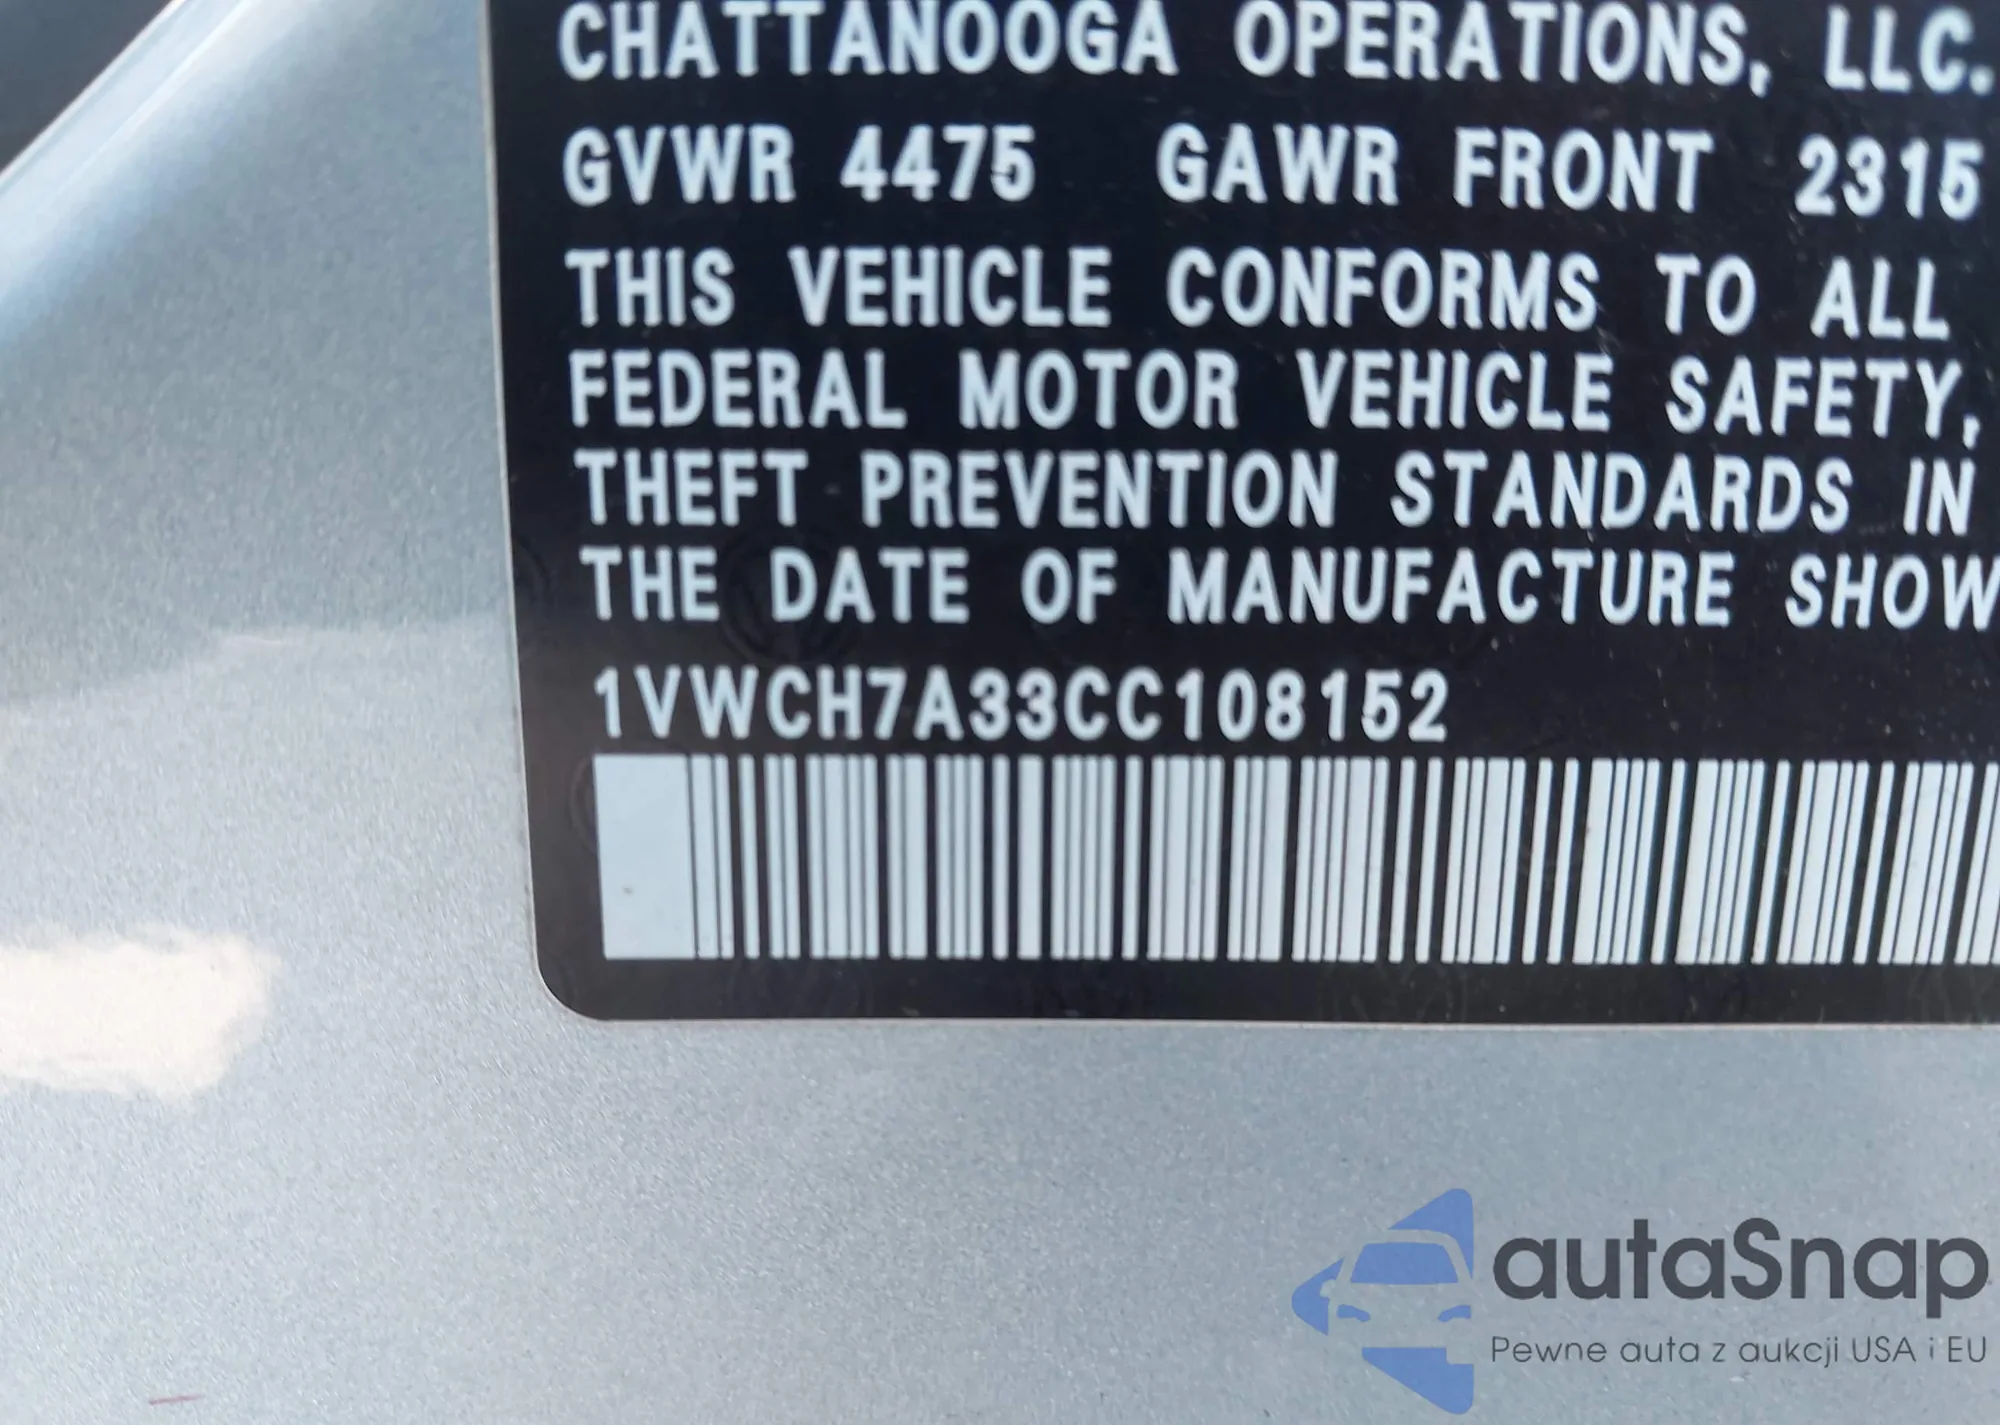 CHATTANOOGA OPERATIONS, LLC.
GVWR 4475 GAWR FRONT 2315
THIS VEHICLE CONFORMS TO ALL
FEDERAL MOTOR VEHICLE SAFETY,
THEFT PREVENTION STANDARDS IN
THE DATE OF MANUFACTURE SHOW
1VWCH7A33CC108152
autaSnap
Pewne auta z aukcji USA i EU